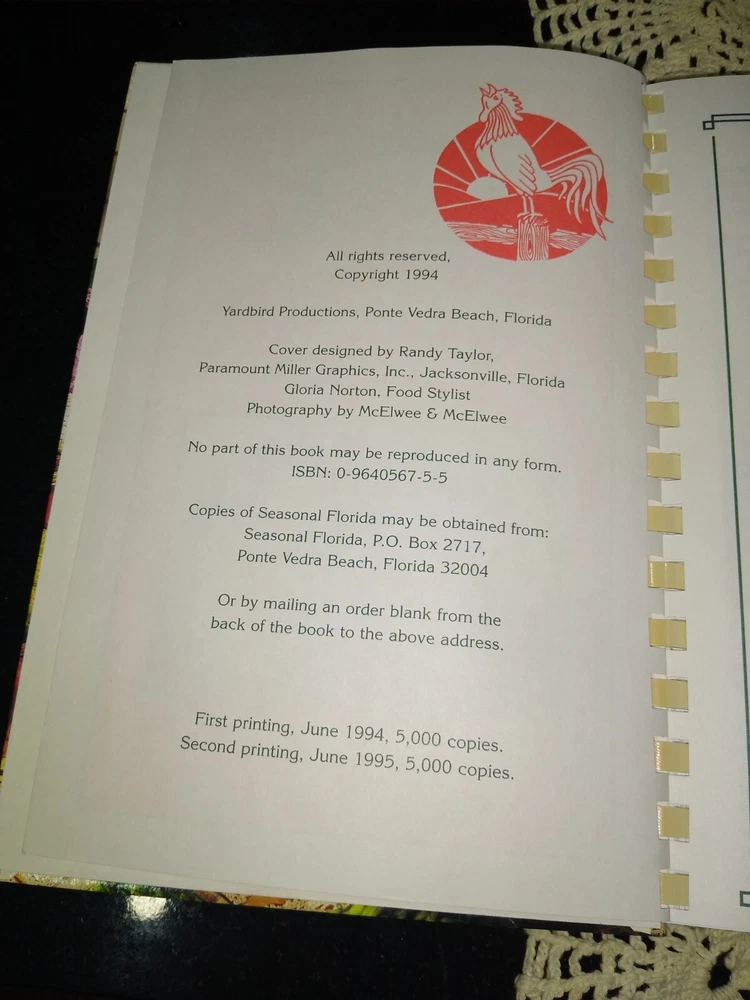 All rights reserved,
Copyright 1994
Yardbird Productions, Ponte Vedra Beach, Florida
Cover designed by Randy Taylor,
Paramount Miller Graphics, Inc., Jacksonville, Florida
Gloria Norton, Food Stylist
Photography by McElwee & McElwee
No part of this book may be reproduced in any form.
ISBN: 0-9640567-5-5
Copies of Seasonal Florida may be obtained from:
Seasonal Florida, P.O. Box 2717,
Ponte Vedra Beach, Florida 32004
Or by mailing an order blank from the
back of the book to the above address.
First printing, June 1994, 5,000 copies.
Second printing, June 1995, 5,000 copies.